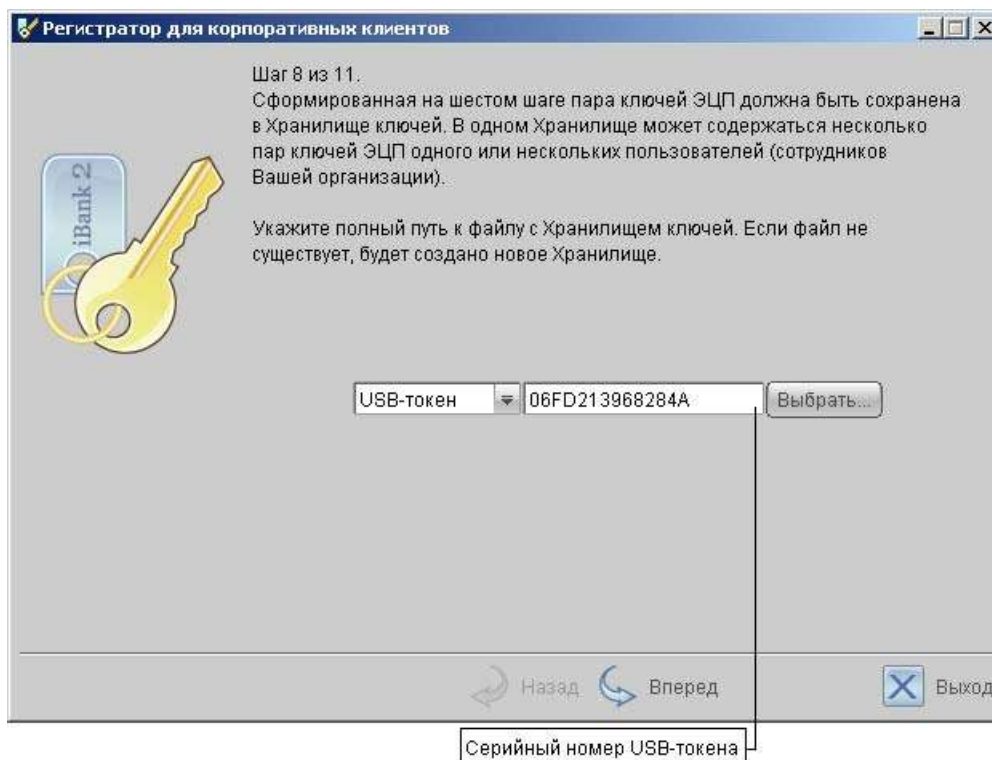 Регистратор для корпоративных клиентов
Шаг 8 из 11.
Сформированная на шестом шаге пара ключей ЭЦП должна быть сохранена
в Хранилище ключей. В одном Хранилище может содержаться несколько
пар ключей ЭЦП одного или нескольких пользователей (сотрудников
Вашей организации).
Укажите полный путь к файлу с Хранилищем ключей. Если файл не
существует, будет создано новое Хранилище.
iBank 2
USB-токен 06FD213968284A Выбрать...
Назад Вперед Выход
Серийный номер USB-токена